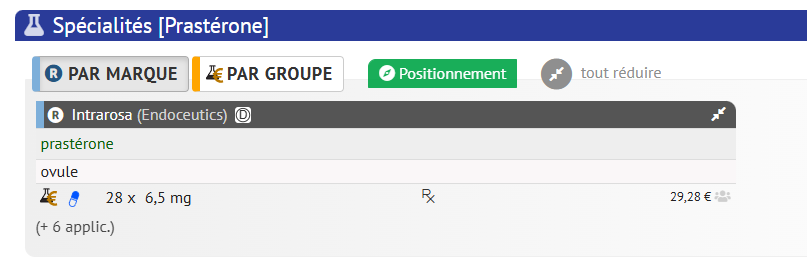 Spécialités [Prastérone]
R PAR MARQUE € PAR GROUPE Positionnement tout réduire
R Intrarosa (Endoceutics) D
prastérone
ovule
€ 28 x 6,5 mg Rx 29,28 €
(+ 6 applic.)